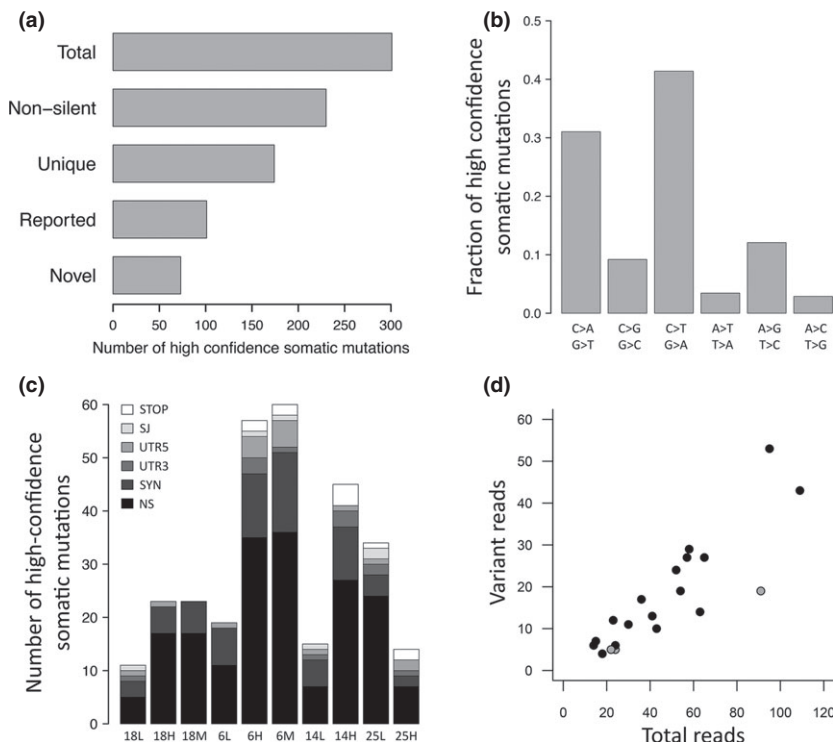 (a)
Total
Non–silent
Unique
Reported
Novel
0 50 100 150 200 250 300
Number of high confidence somatic mutations
(b)
Fraction of high confidence
somatic mutations
0.5
0.4
0.3
0.2
0.1
0.0
C>A C>G C>T A>T A>G A>C
G>T G>C G>A T>A T>C T>G
(c)
Number of high-confidence
somatic mutations
60
50
40
30
20
10
0
STOP
SJ
UTR5
UTR3
SYN
NS
18L 18H 18M 6L 6H 6M 14L 14H 25L 25H
(d)
Variant reads
60
50
40
30
20
10
0
0 20 40 60 80 100 120
Total reads